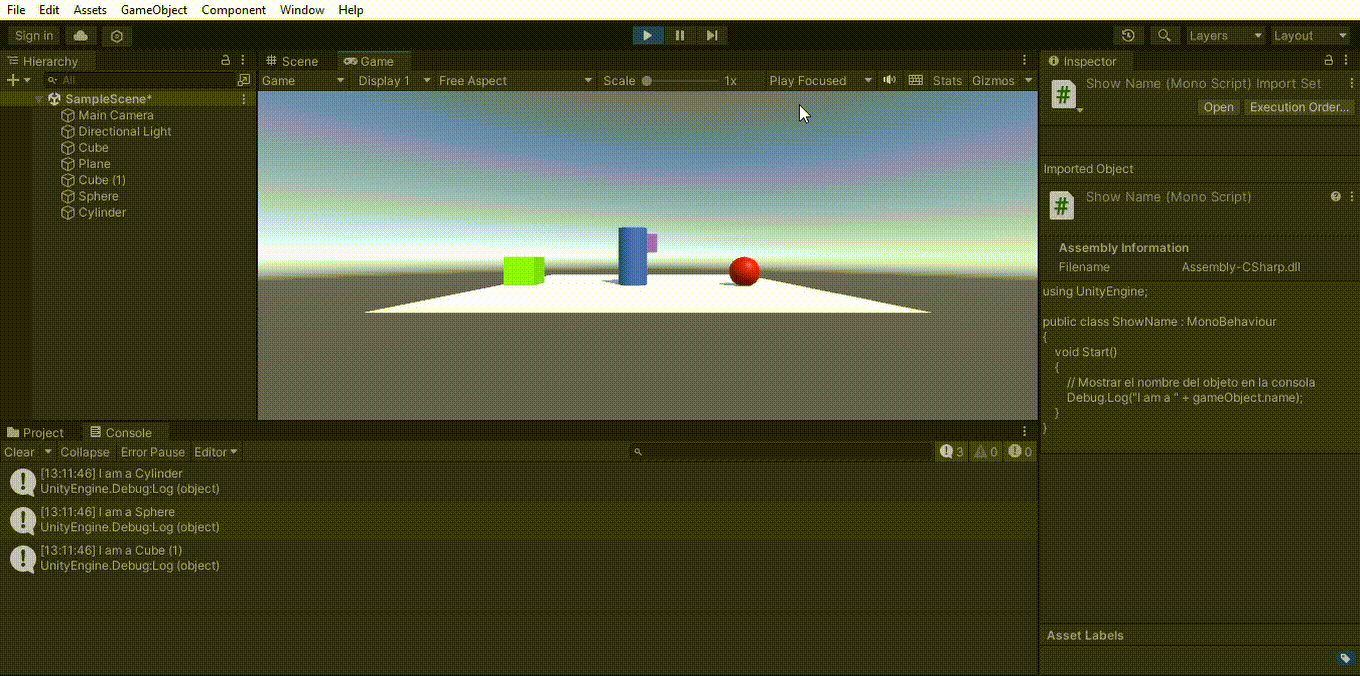 File Edit Assets GameObject Component Window Help
Sign in Layers Layout
Hierarchy
All
SampleScene*
Main Camera
Directional Light
Cube
Plane
Cube (1)
Sphere
Cylinder
Scene Game
Game Display 1 Free Aspect Scale 1x Play Focused Stats Gizmos
Inspector
Show Name (Mono Script) Import Set
Open Execution Order...
Imported Object
Show Name (Mono Script)
Assembly Information
Filename Assembly-CSharp.dll
using UnityEngine;
public class ShowName : MonoBehaviour
{
void Start()
{
// Mostrar el nombre del objeto en la consola
Debug.Log("I am a " + gameObject.name);
}
}
Asset Labels
Project Console
Clear Collapse Error Pause Editor 3 0 0
[13:11:46] I am a Cylinder
UnityEngine.Debug:Log (object)
[13:11:46] I am a Sphere
UnityEngine.Debug:Log (object)
[13:11:46] I am a Cube (1)
UnityEngine.Debug:Log (object)